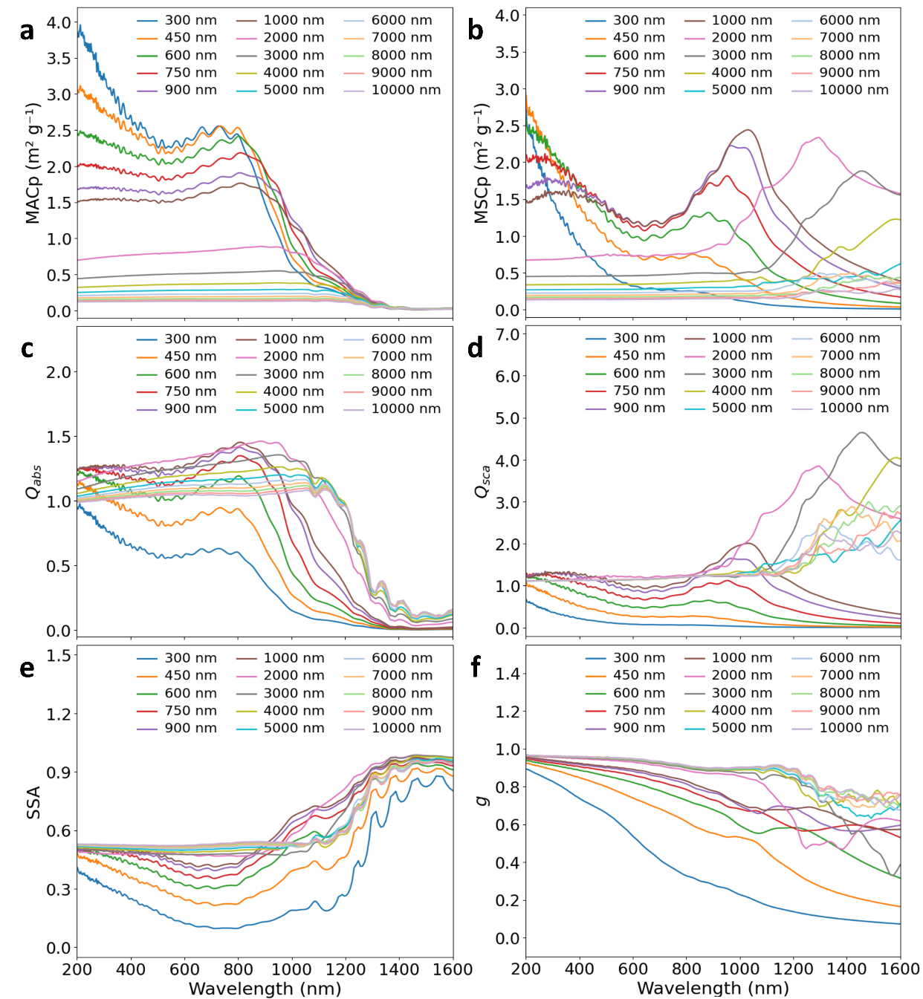 a
MACp (m² g⁻¹)
4.0
3.5
3.0
2.5
2.0
1.5
1.0
0.5
0.0
300 nm 1000 nm 6000 nm
450 nm 2000 nm 7000 nm
600 nm 3000 nm 8000 nm
750 nm 4000 nm 9000 nm
900 nm 5000 nm 10000 nm
b
MSCp (m² g⁻¹)
4.0
3.5
3.0
2.5
2.0
1.5
1.0
0.5
0.0
300 nm 1000 nm 6000 nm
450 nm 2000 nm 7000 nm
600 nm 3000 nm 8000 nm
750 nm 4000 nm 9000 nm
900 nm 5000 nm 10000 nm
c
Qabs
2.0
1.5
1.0
0.5
0.0
300 nm 1000 nm 6000 nm
450 nm 2000 nm 7000 nm
600 nm 3000 nm 8000 nm
750 nm 4000 nm 9000 nm
900 nm 5000 nm 10000 nm
d
Qsca
7.0
6.0
5.0
4.0
3.0
2.0
1.0
0.0
300 nm 1000 nm 6000 nm
450 nm 2000 nm 7000 nm
600 nm 3000 nm 8000 nm
750 nm 4000 nm 9000 nm
900 nm 5000 nm 10000 nm
e
SSA
1.5
1.2
0.9
0.6
0.3
0.0
300 nm 1000 nm 6000 nm
450 nm 2000 nm 7000 nm
600 nm 3000 nm 8000 nm
750 nm 4000 nm 9000 nm
900 nm 5000 nm 10000 nm
200 400 600 800 1000 1200 1400 1600
Wavelength (nm)
f
g
1.4
1.2
1.0
0.8
0.6
0.4
0.2
0.0
300 nm 1000 nm 6000 nm
450 nm 2000 nm 7000 nm
600 nm 3000 nm 8000 nm
750 nm 4000 nm 9000 nm
900 nm 5000 nm 10000 nm
200 400 600 800 1000 1200 1400 1600
Wavelength (nm)